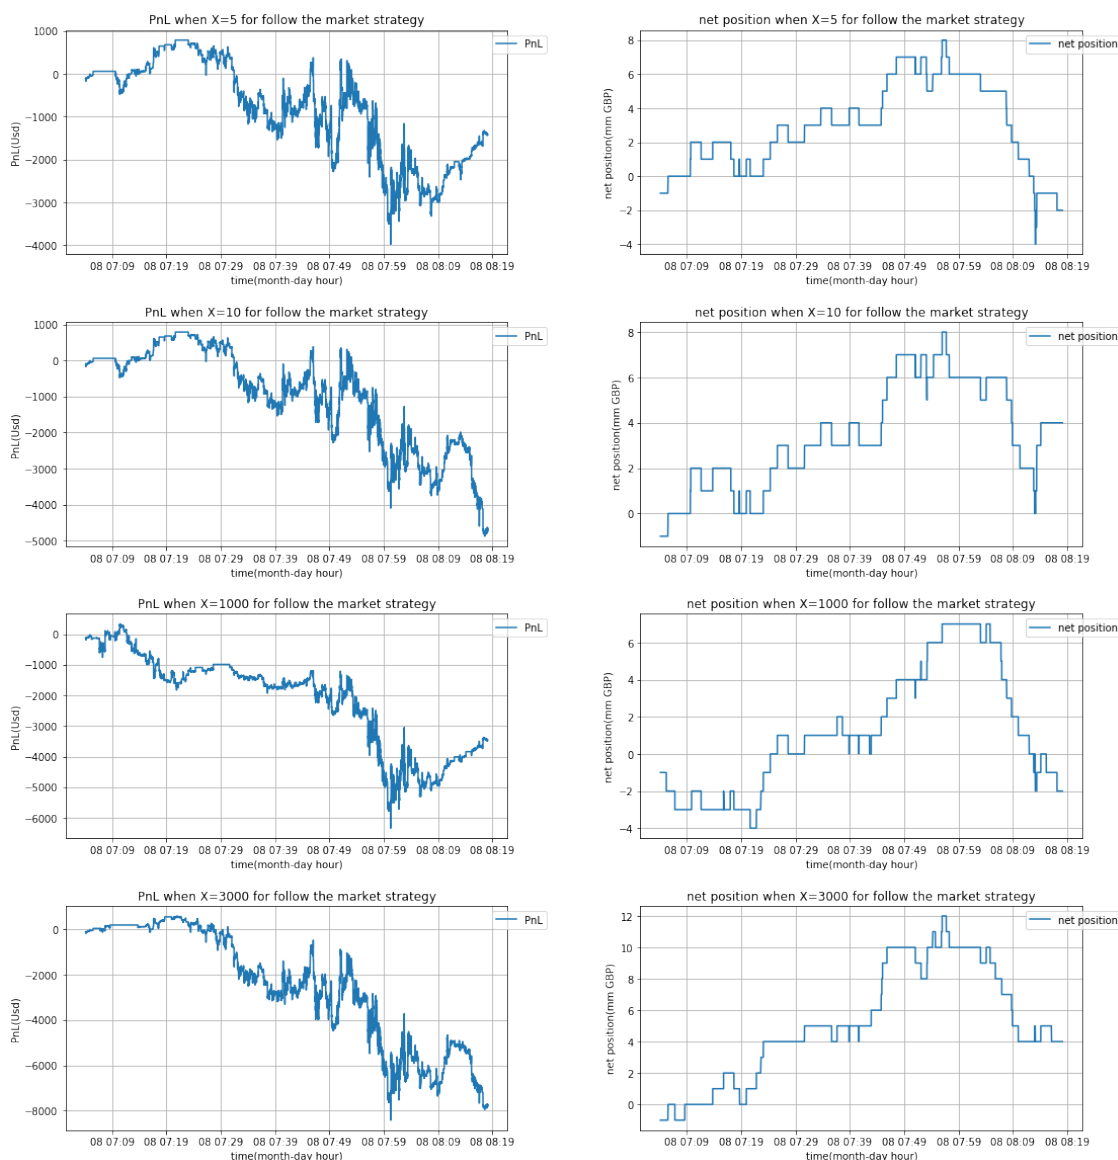 PnL when X=5 for follow the market strategy
PnL
1000
0
−1000
−2000
−3000
−4000
PnL(Usd)
08 07:09 08 07:19 08 07:29 08 07:39 08 07:49 08 07:59 08 08:09 08 08:19
time(month-day hour)
net position when X=5 for follow the market strategy
net position
8
6
4
2
0
−2
−4
net position(mm GBP)
08 07:09 08 07:19 08 07:29 08 07:39 08 07:49 08 07:59 08 08:09 08 08:19
time(month-day hour)
PnL when X=10 for follow the market strategy
PnL
1000
0
−1000
−2000
−3000
−4000
−5000
PnL(Usd)
08 07:09 08 07:19 08 07:29 08 07:39 08 07:49 08 07:59 08 08:09 08 08:19
time(month-day hour)
net position when X=10 for follow the market strategy
net position
8
6
4
2
0
net position(mm GBP)
08 07:09 08 07:19 08 07:29 08 07:39 08 07:49 08 07:59 08 08:09 08 08:19
time(month-day hour)
PnL when X=1000 for follow the market strategy
PnL
0
−1000
−2000
−3000
−4000
−5000
−6000
PnL(Usd)
08 07:09 08 07:19 08 07:29 08 07:39 08 07:49 08 07:59 08 08:09 08 08:19
time(month-day hour)
net position when X=1000 for follow the market strategy
net position
6
4
2
0
−2
−4
net position(mm GBP)
08 07:09 08 07:19 08 07:29 08 07:39 08 07:49 08 07:59 08 08:09 08 08:19
time(month-day hour)
PnL when X=3000 for follow the market strategy
PnL
0
−2000
−4000
−6000
−8000
PnL(Usd)
08 07:09 08 07:19 08 07:29 08 07:39 08 07:49 08 07:59 08 08:09 08 08:19
time(month-day hour)
net position when X=3000 for follow the market strategy
net position
12
10
8
6
4
2
0
net position(mm GBP)
08 07:09 08 07:19 08 07:29 08 07:39 08 07:49 08 07:59 08 08:09 08 08:19
time(month-day hour)